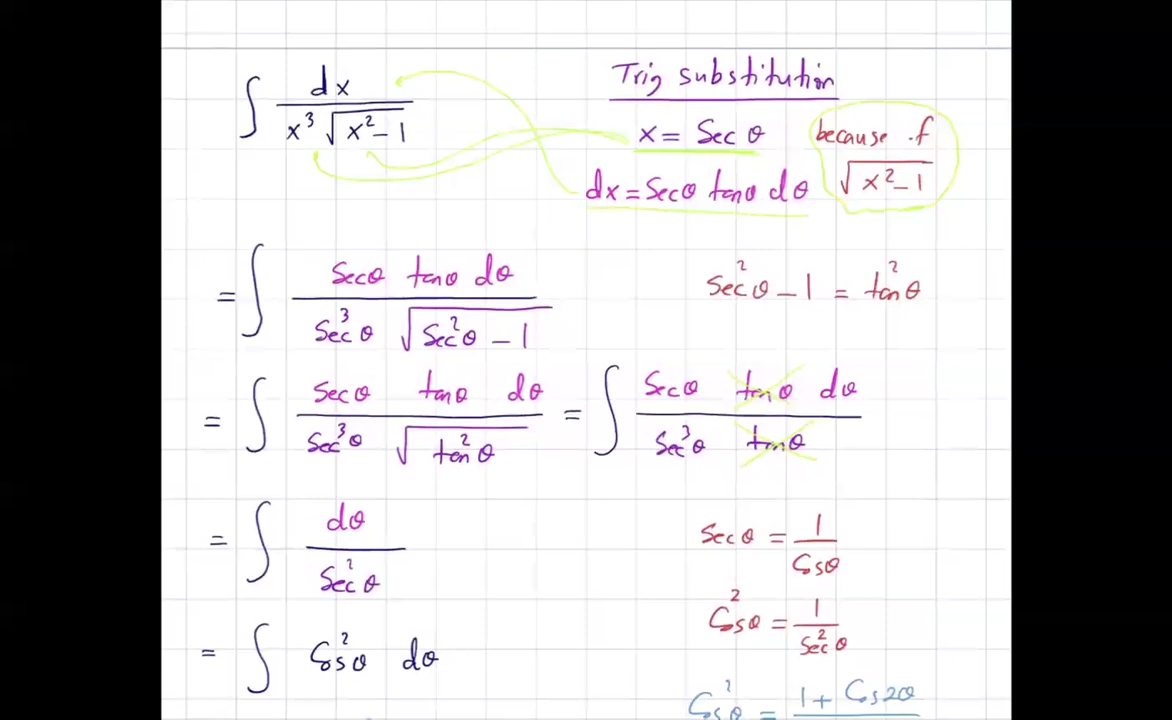 ∫ dx / (x³ √(x² − 1))
Trig substitution
x = Sec θ
because of
√(x² − 1)
dx = Secθ tanθ dθ
= ∫ (Secθ tanθ dθ) / (Sec³θ √(Sec²θ − 1))
Sec²θ − 1 = tan²θ
= ∫ (Secθ tanθ dθ) / (Sec³θ √(tan²θ)) = ∫ (Secθ tanθ dθ) / (Sec³θ tanθ)
= ∫ dθ / Sec²θ
Secθ = 1 / Cosθ
= ∫ Cos²θ dθ
Cos²θ = 1 / Sec²θ
Cos²θ = 1 + Cos2θ